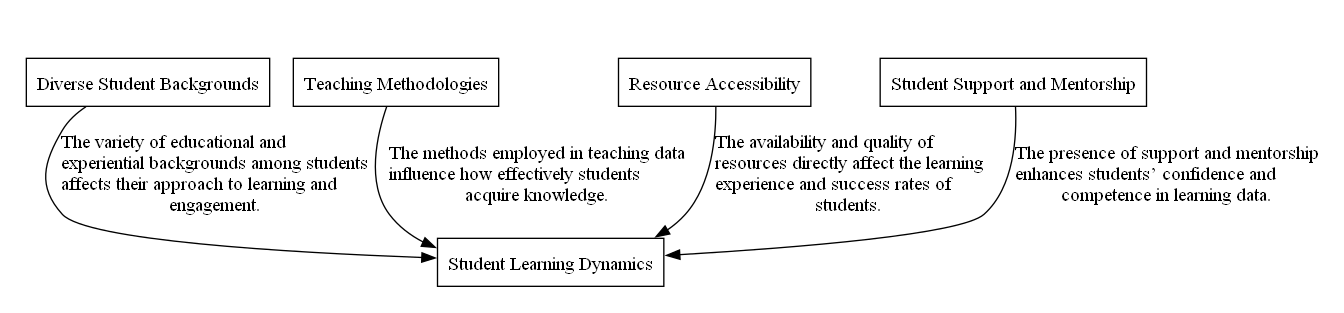 Diverse Student Backgrounds
Teaching Methodologies
Resource Accessibility
Student Support and Mentorship
The variety of educational and
experiential backgrounds among students
affects their approach to learning and
engagement.
The methods employed in teaching data
influence how effectively students
acquire knowledge.
The availability and quality of
resources directly affect the learning
experience and success rates of
students.
The presence of support and mentorship
enhances students’ confidence and
competence in learning data.
Student Learning Dynamics